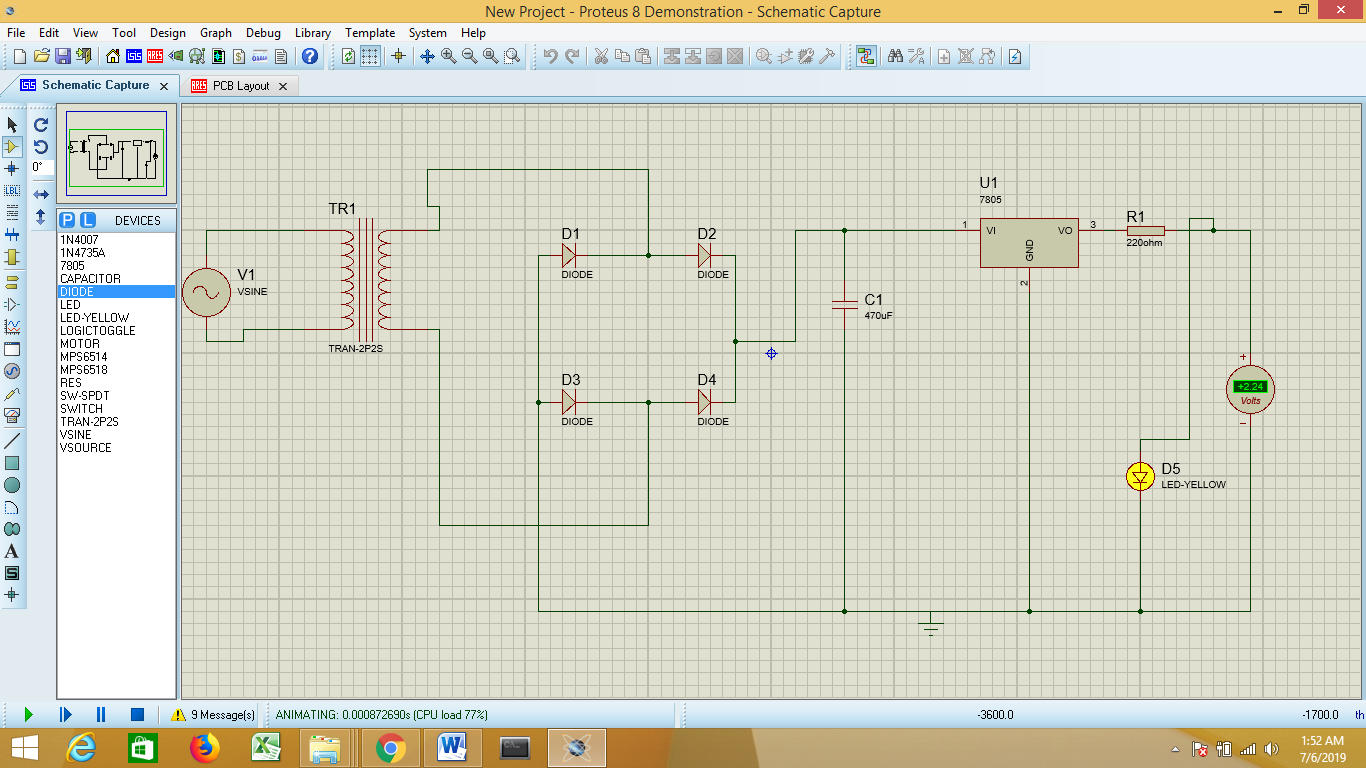 New Project - Proteus 8 Demonstration - Schematic Capture
File Edit View Tool Design Graph Debug Library Template System Help
Schematic Capture
PCB Layout
0°
LBL
P L DEVICES
1N4007
1N4735A
7805
CAPACITOR
DIODE
LED
LED-YELLOW
LOGICTOGGLE
MOTOR
MPS6514
MPS6518
RES
SW-SPDT
SWITCH
TRAN-2P2S
VSINE
VSOURCE
TR1
TRAN-2P2S
V1
VSINE
D1
DIODE
D2
DIODE
D3
DIODE
D4
DIODE
C1
470uF
U1
7805
1
VI
VO
3
GND
2
R1
220ohm
+
+2.24
Volts
−
D5
LED-YELLOW
9 Message(s)
ANIMATING: 0.000872690s (CPU load 77%)
-3600.0
-1700.0
th
1:52 AM
7/6/2019